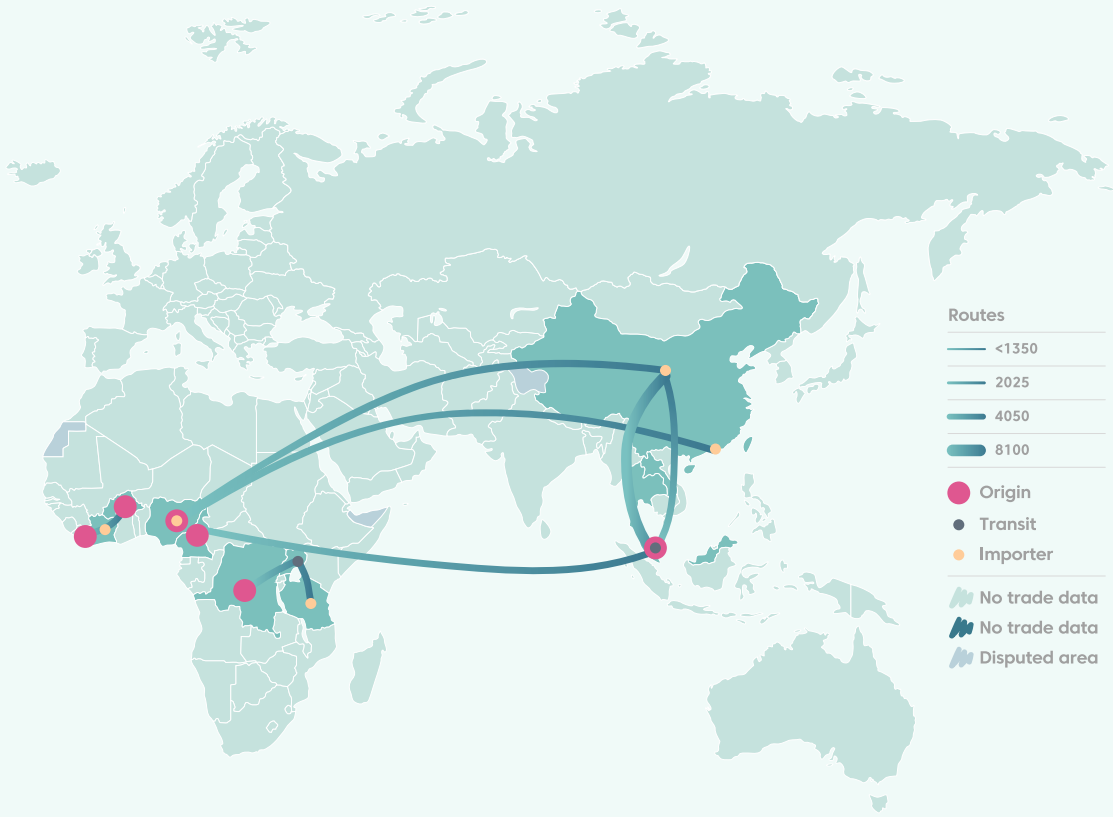 Routes
<1350
2025
4050
8100
Origin
Transit
Importer
No trade data
No trade data
Disputed area